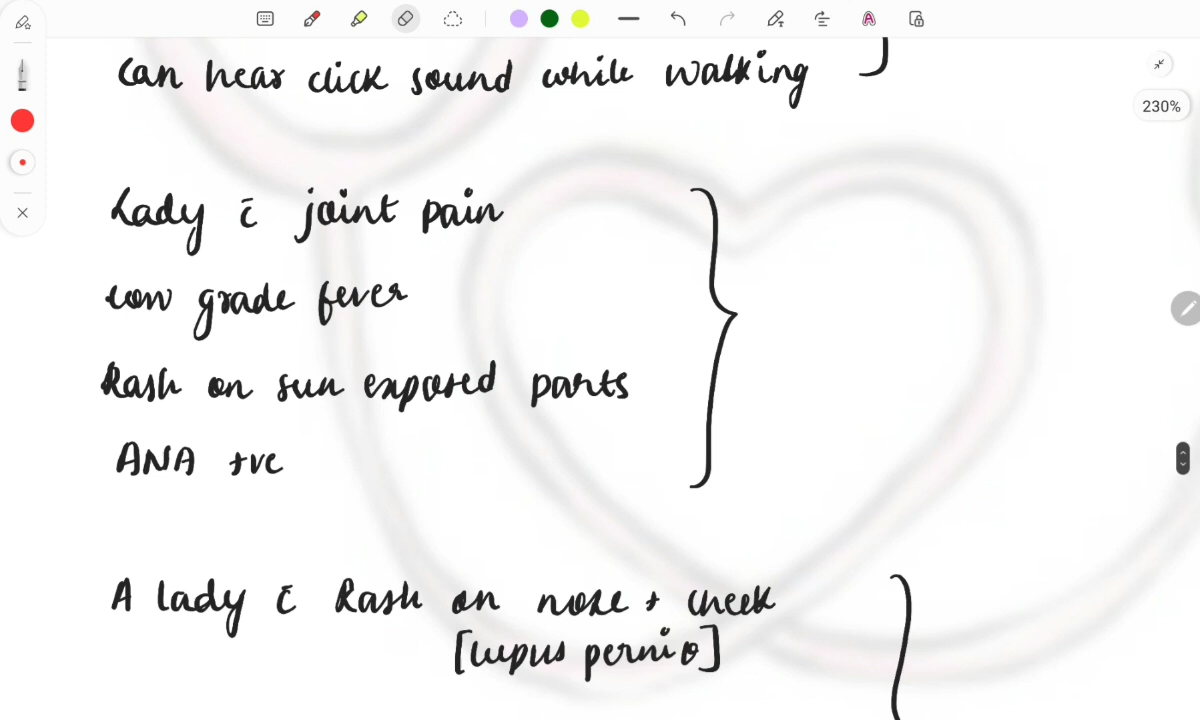 230%
can hear click sound while walking
Lady c̄ joint pain
low grade fever
Rash on sun exposed parts
ANA +ve
A lady c̄ Rash on nose + cheek
[lupus pernio]